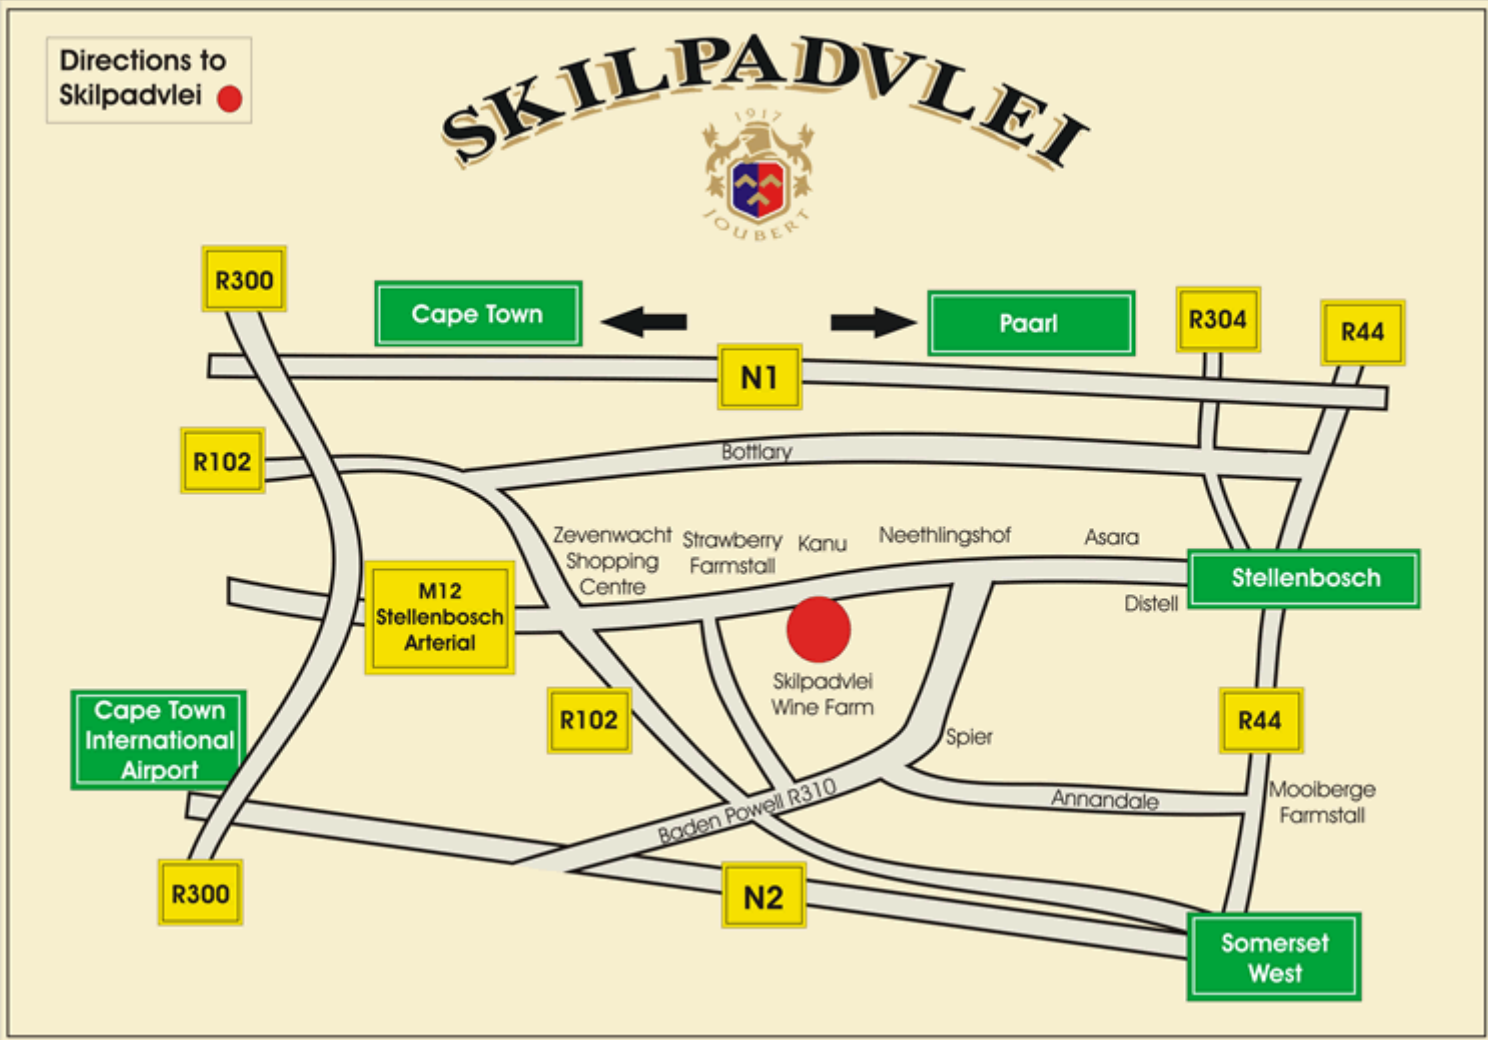 Directions to
Skilpadvlei
SKILPADVLEI
1917
JOUBERT
R300
Cape Town
Paarl
R304
R44
N1
R102
Bottlary
Zevenwacht
Shopping
Centre
Strawberry
Farmstall
Kanu
Neethlingshof
Asara
Stellenbosch
Distell
M12
Stellenbosch
Arterial
Skilpadvlei
Wine Farm
Cape Town
International
Airport
R102
R44
Spier
Baden Powell R310
Annandale
Mooiberge
Farmstall
R300
N2
Somerset
West